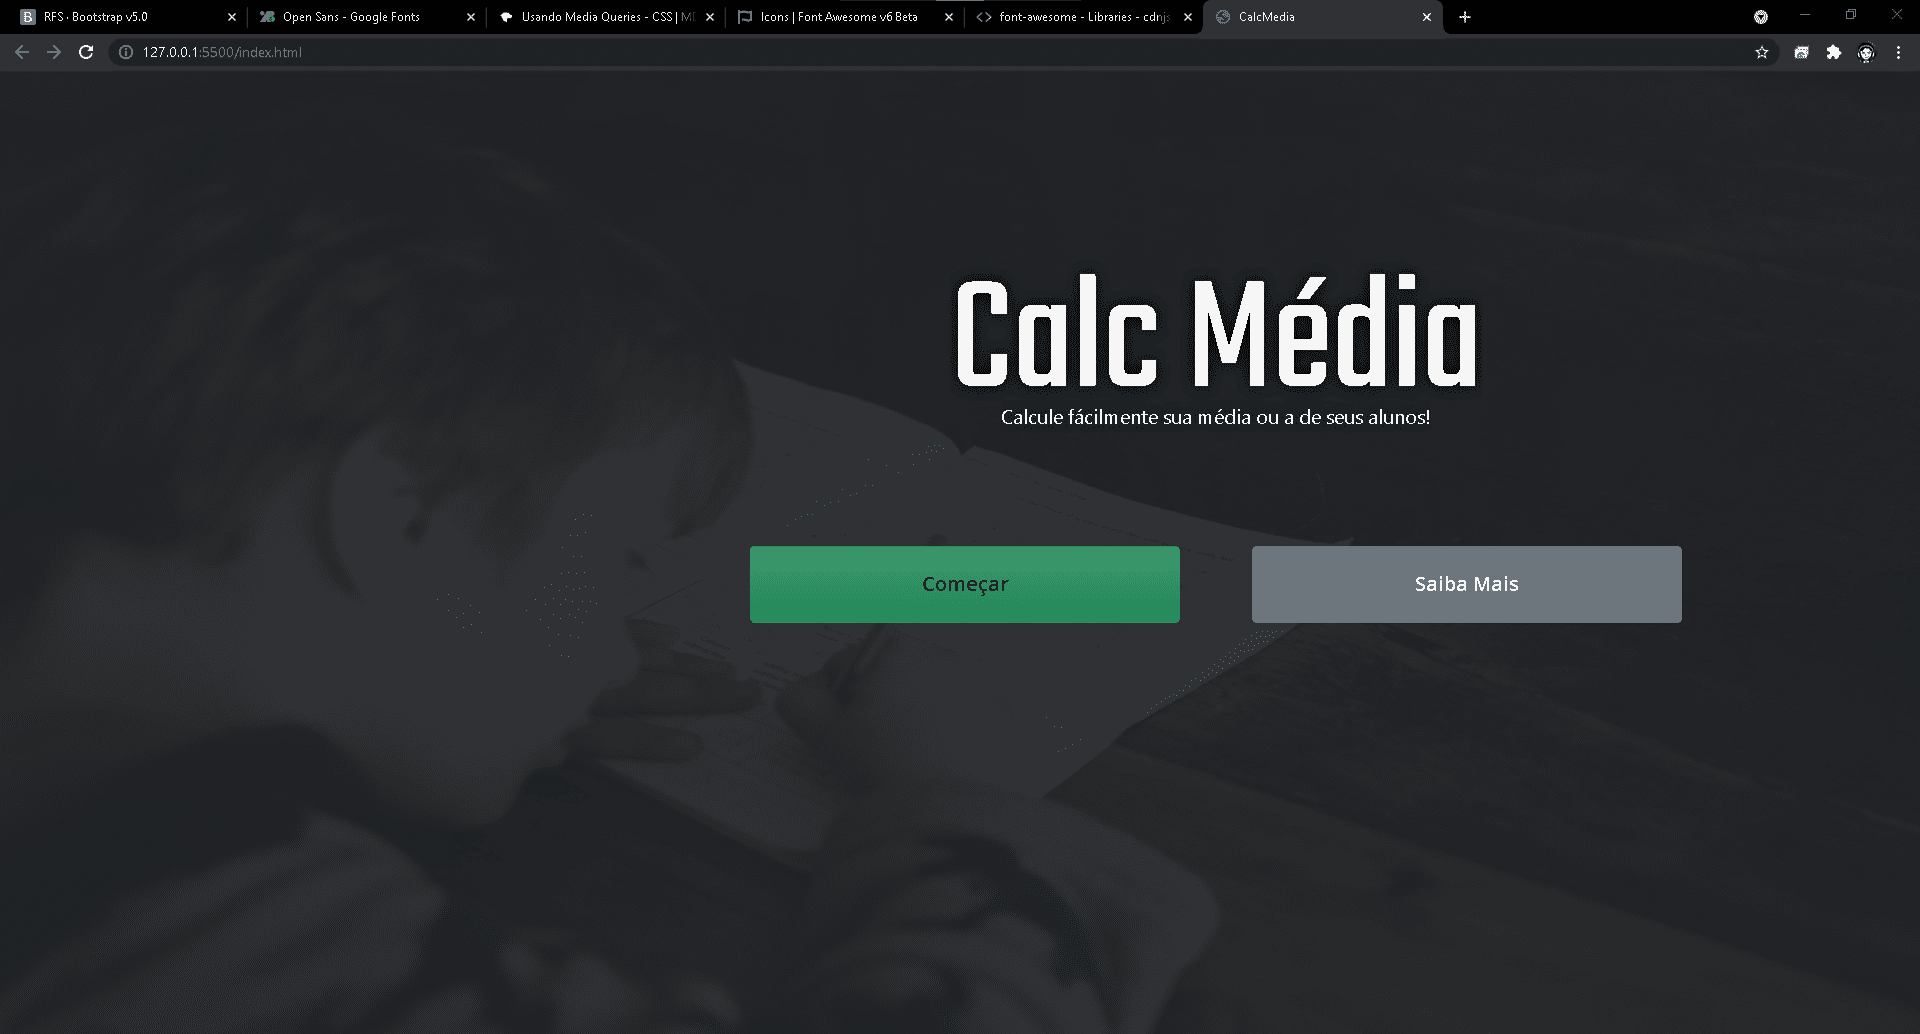 RFS · Bootstrap v5.0
Open Sans - Google Fonts
Usando Media Queries - CSS | M
Icons | Font Awesome v6 Beta
font-awesome - Libraries - cdnjs
CalcMedia
127.0.0.1:5500/index.html
Calc Média
Calcule fácilmente sua média ou a de seus alunos!
Começar
Saiba Mais